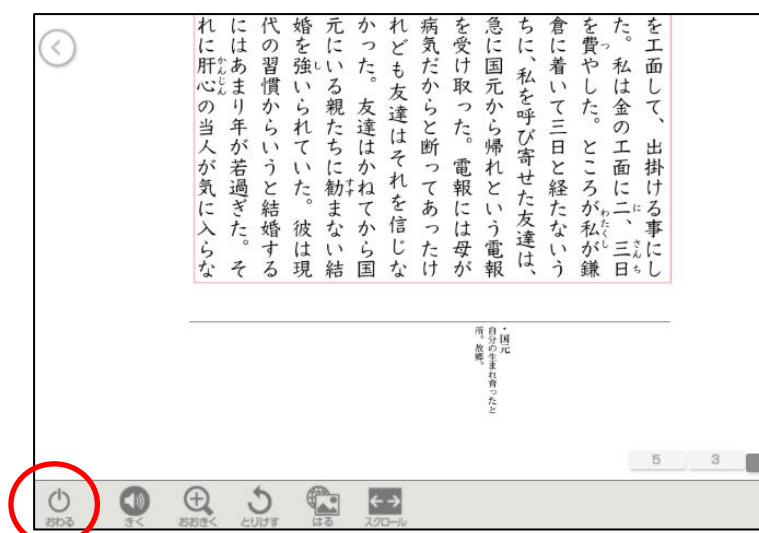 を工面して、出掛ける事にし
た。私は金の工面に二、三日
を費やした。ところが私が鎌
倉に着いて三日と経たないう
ちに、私を呼び寄せた友達は、
急に国元から帰れという電報
を受け取った。電報には母が
病気だからと断ってあったけ
れども友達はそれを信じな
かった。友達はかねてから国
元にいる親たちに勧まない結
婚を強いられていた。彼は現
代の習慣からいうと結婚する
にはあまり年が若過ぎた。そ
れに肝心の当人が気に入らな
・国元
自分の生まれ育ったと
所。故郷。
5 3
おわる きく おおきく とりけす はる スクロール